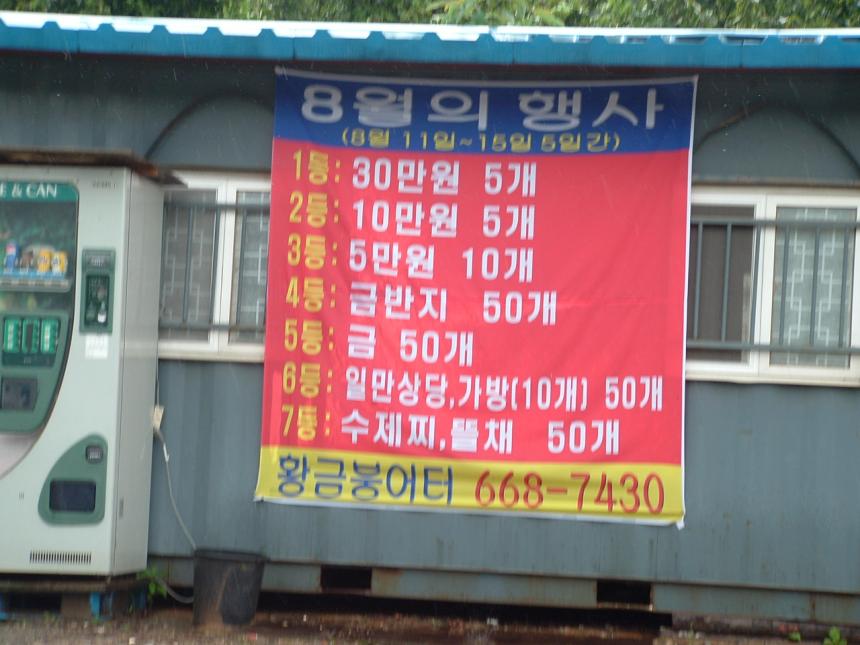 8월의 행사
(8월 11일~15일 5일간)
1등: 30만원 5개
2등: 10만원 5개
3등: 5만원 10개
4등: 금반지 50개
5등: 금 50개
6등: 일만상당,가방(10개) 50개
7등: 수제찌,뜰채 50개
황금붕어터 668-7430
E & CAN